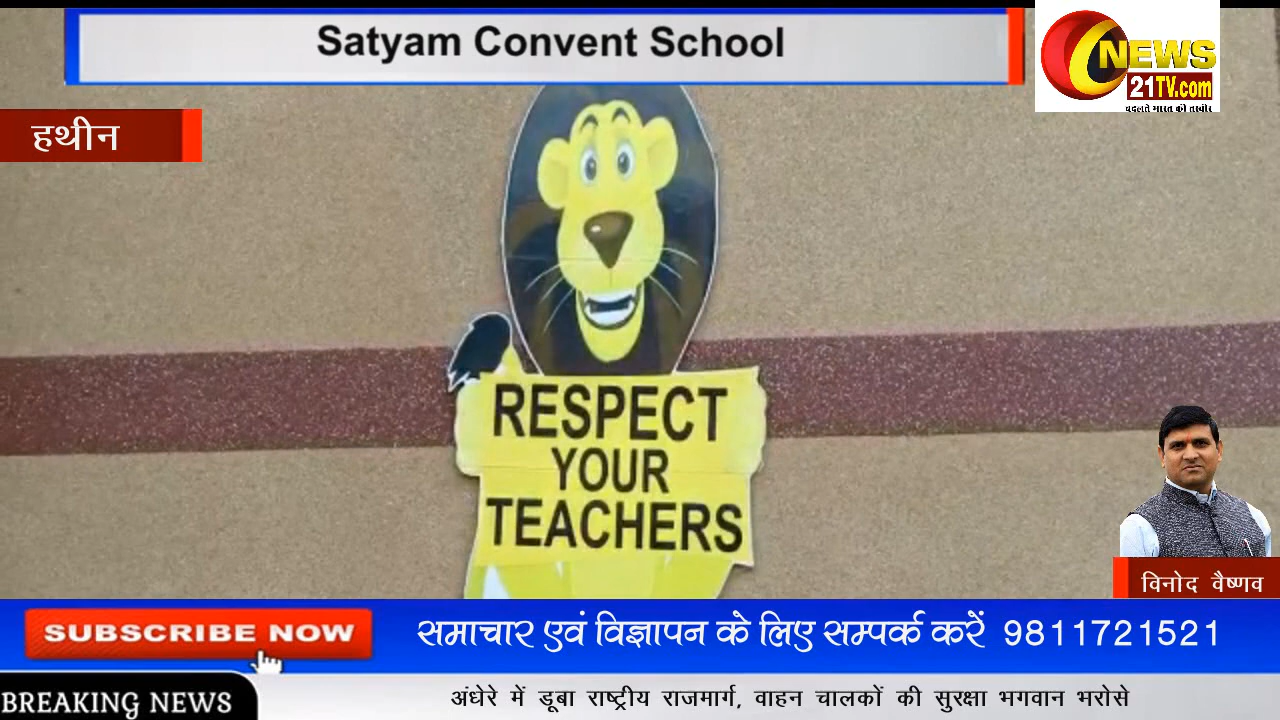 Satyam Convent School
NEWS
21TV.com
बदलते भारत की तस्वीर
हथीन
RESPECT
YOUR
TEACHERS
विनोद वैष्णव
SUBSCRIBE NOW
समाचार एवं विज्ञापन के लिए सम्पर्क करें 9811721521
BREAKING NEWS
अंधेरे में डूबा राष्ट्रीय राजमार्ग, वाहन चालकों की सुरक्षा भगवान भरोसे